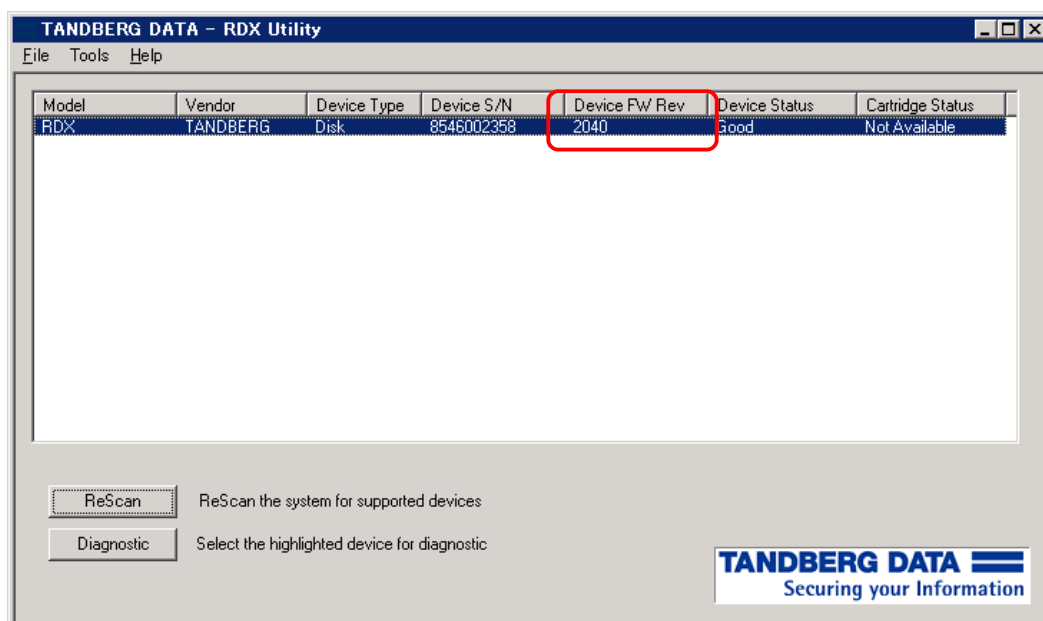 TANDBERG DATA - RDX Utility
File Tools Help
Model Vendor Device Type Device S/N Device FW Rev Device Status Cartridge Status
RDX TANDBERG Disk 8546002358 2040 Good Not Available
ReScan ReScan the system for supported devices
Diagnostic Select the highlighted device for diagnostic
TANDBERG DATA
Securing your Information